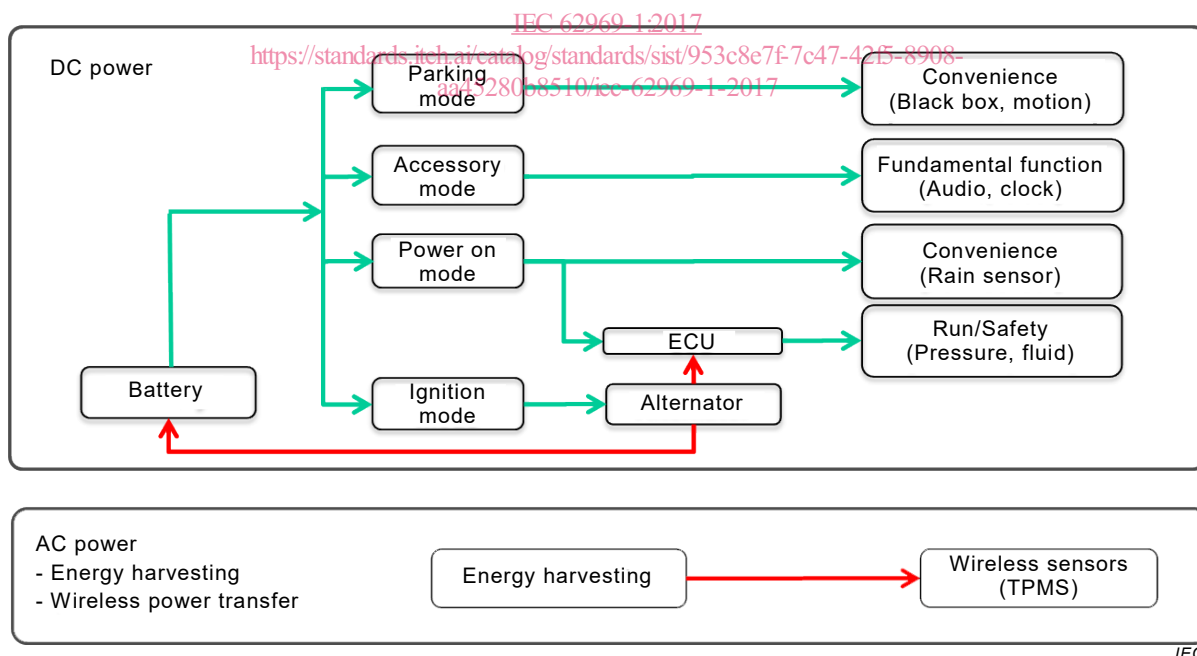 IEC 62969-1:2017
https://standards.iteh.ai/catalog/standards/sist/953c8e7f-7c47-42f5-8908-
aa45280b8510/iec-62969-1-2017
DC power
Parking
mode
Convenience
(Black box, motion)
Accessory
mode
Fundamental function
(Audio, clock)
Power on
mode
Convenience
(Rain sensor)
ECU
Run/Safety
(Pressure, fluid)
Battery
Ignition
mode
Alternator
AC power
- Energy harvesting
- Wireless power transfer
Energy harvesting
Wireless sensors
(TPMS)
IEC